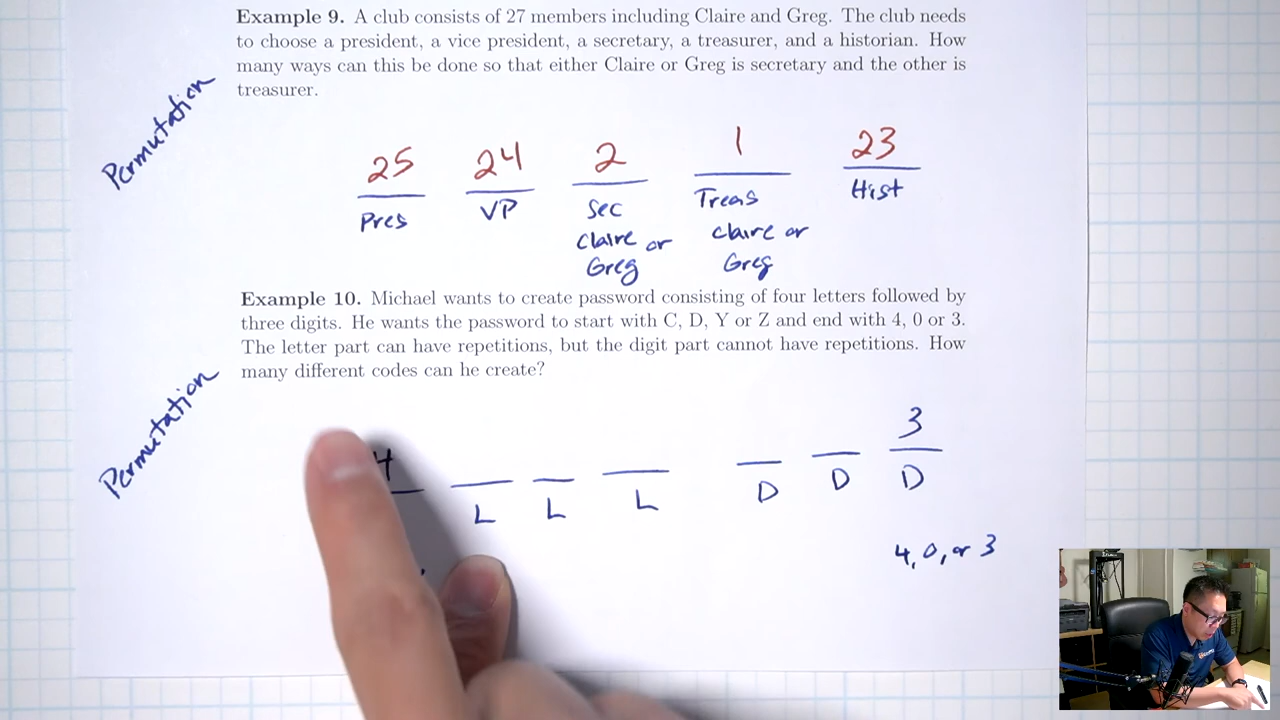 Example 9. A club consists of 27 members including Claire and Greg. The club needs
to choose a president, a vice president, a secretary, a treasurer, and a historian. How
many ways can this be done so that either Claire or Greg is secretary and the other is
treasurer.
Permutation
25 24 2 1 23
Pres VP Sec Treas Hist
Claire or Claire or
Greg Greg
Example 10. Michael wants to create password consisting of four letters followed by
three digits. He wants the password to start with C, D, Y or Z and end with 4, 0 or 3.
The letter part can have repetitions, but the digit part cannot have repetitions. How
many different codes can he create?
Permutation
4 3
L L L D D D
4, 0, or 3